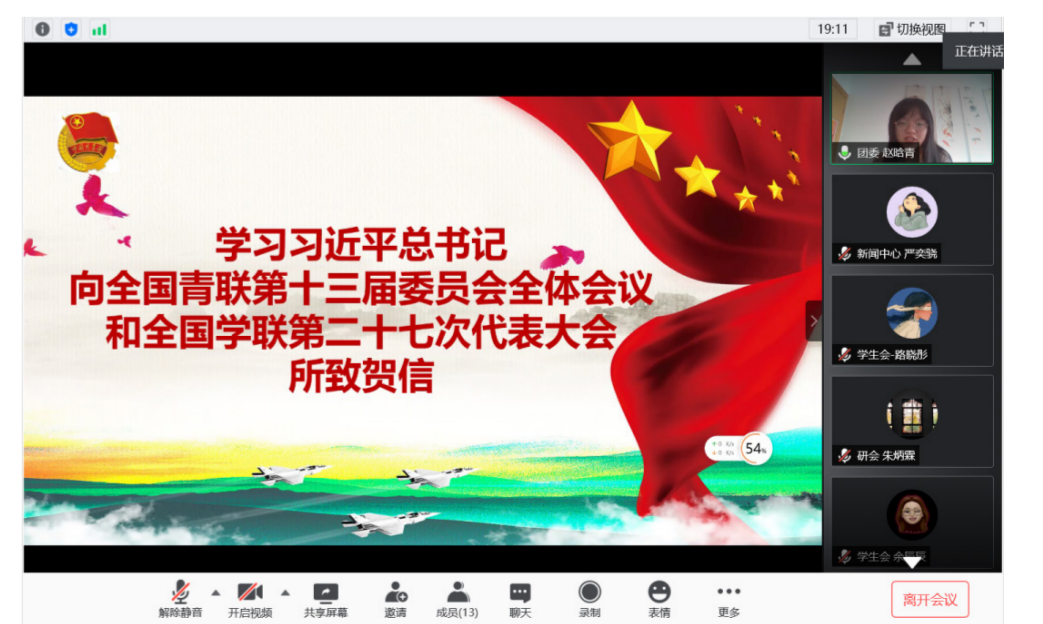 19:11
切换视图
正在讲话
学习习近平总书记
向全国青联第十三届委员会全体会议
和全国学联第二十七次代表大会
所致贺信
54%
团委 赵晗青
新闻中心 严奕骁
学生会-路晓彤
研会 朱炳霖
学生会
解除静音
开启视频
共享屏幕
邀请
成员(13)
聊天
录制
表情
更多
离开会议